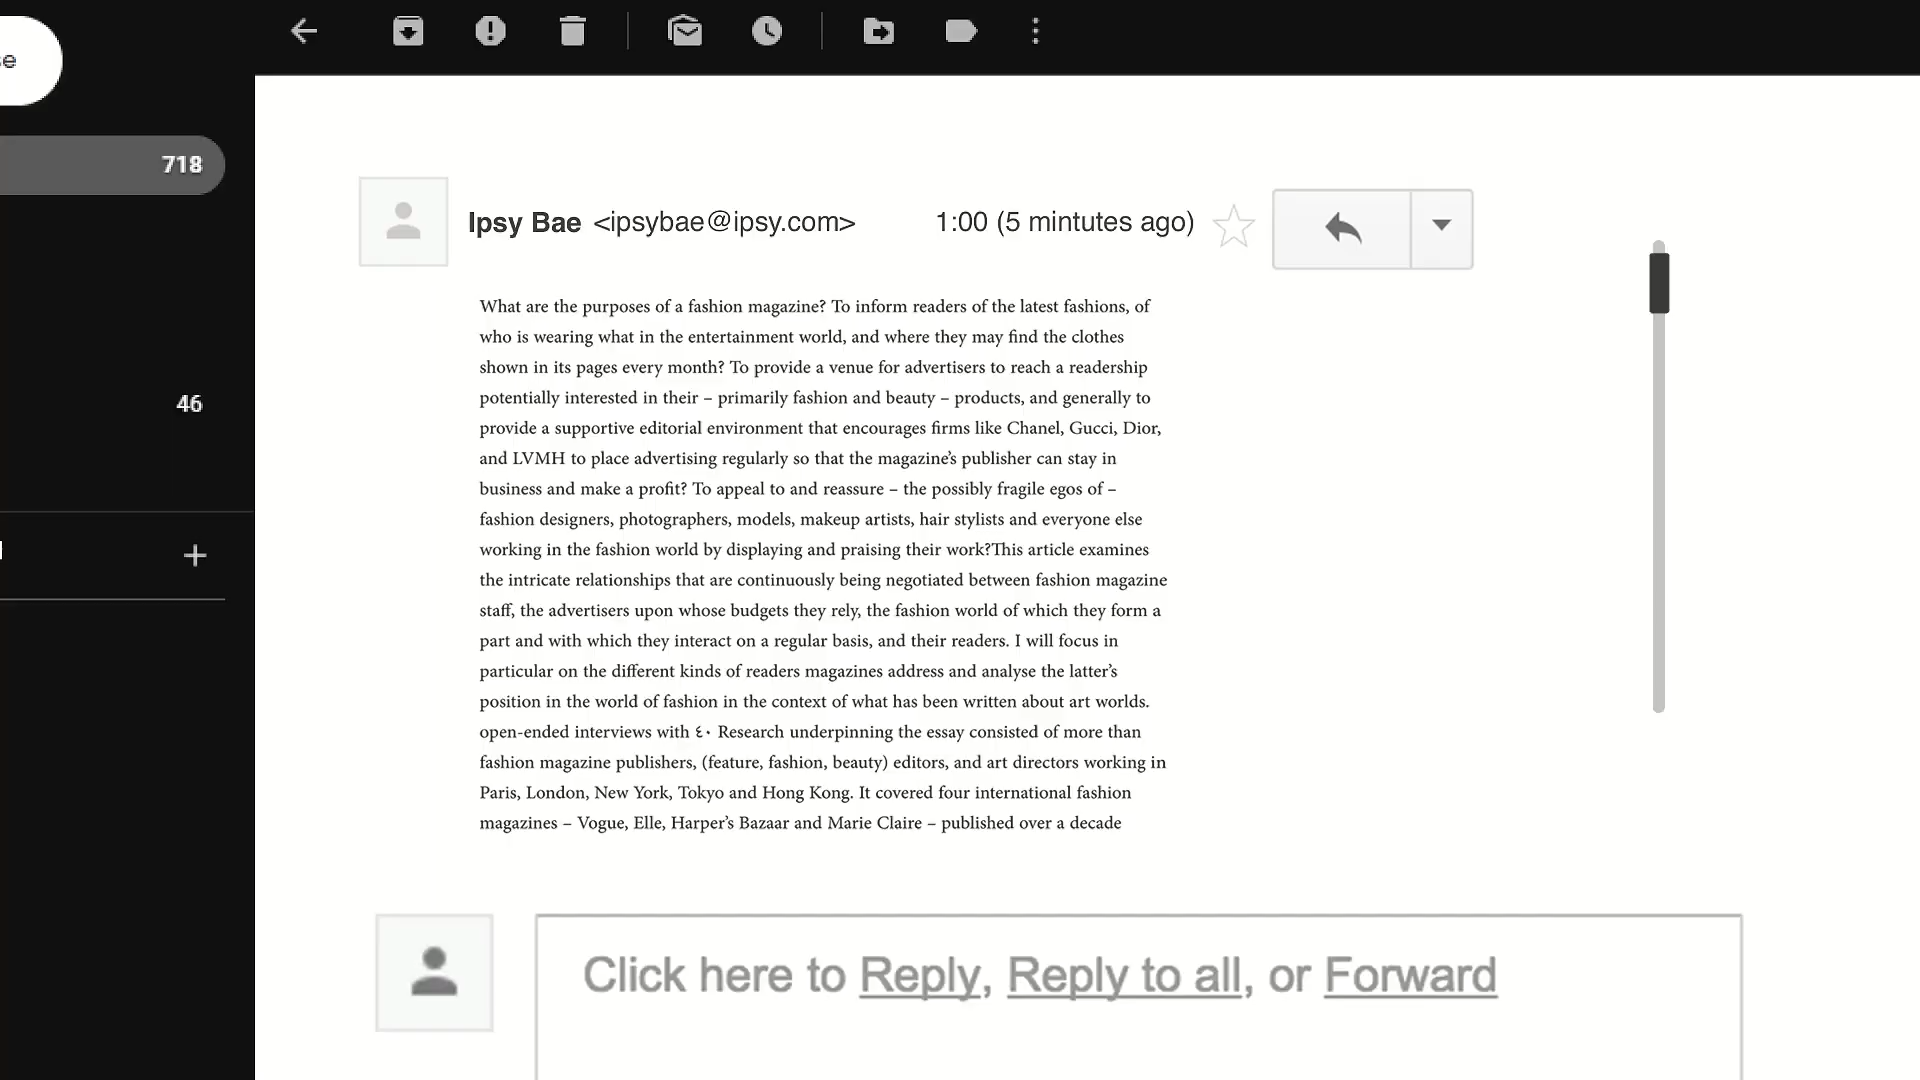 718
Ipsy Bae <ipsybae@ipsy.com> 1:00 (5 mintutes ago)
What are the purposes of a fashion magazine? To inform readers of the latest fashions, of
who is wearing what in the entertainment world, and where they may find the clothes
shown in its pages every month? To provide a venue for advertisers to reach a readership
potentially interested in their – primarily fashion and beauty – products, and generally to
provide a supportive editorial environment that encourages firms like Chanel, Gucci, Dior,
and LVMH to place advertising regularly so that the magazine’s publisher can stay in
business and make a profit? To appeal to and reassure – the possibly fragile egos of –
fashion designers, photographers, models, makeup artists, hair stylists and everyone else
working in the fashion world by displaying and praising their work?This article examines
the intricate relationships that are continuously being negotiated between fashion magazine
staff, the advertisers upon whose budgets they rely, the fashion world of which they form a
part and with which they interact on a regular basis, and their readers. I will focus in
particular on the different kinds of readers magazines address and analyse the latter’s
position in the world of fashion in the context of what has been written about art worlds.
open-ended interviews with ٤٠ Research underpinning the essay consisted of more than
fashion magazine publishers, (feature, fashion, beauty) editors, and art directors working in
Paris, London, New York, Tokyo and Hong Kong. It covered four international fashion
magazines – Vogue, Elle, Harper’s Bazaar and Marie Claire – published over a decade
46
Click here to Reply, Reply to all, or Forward